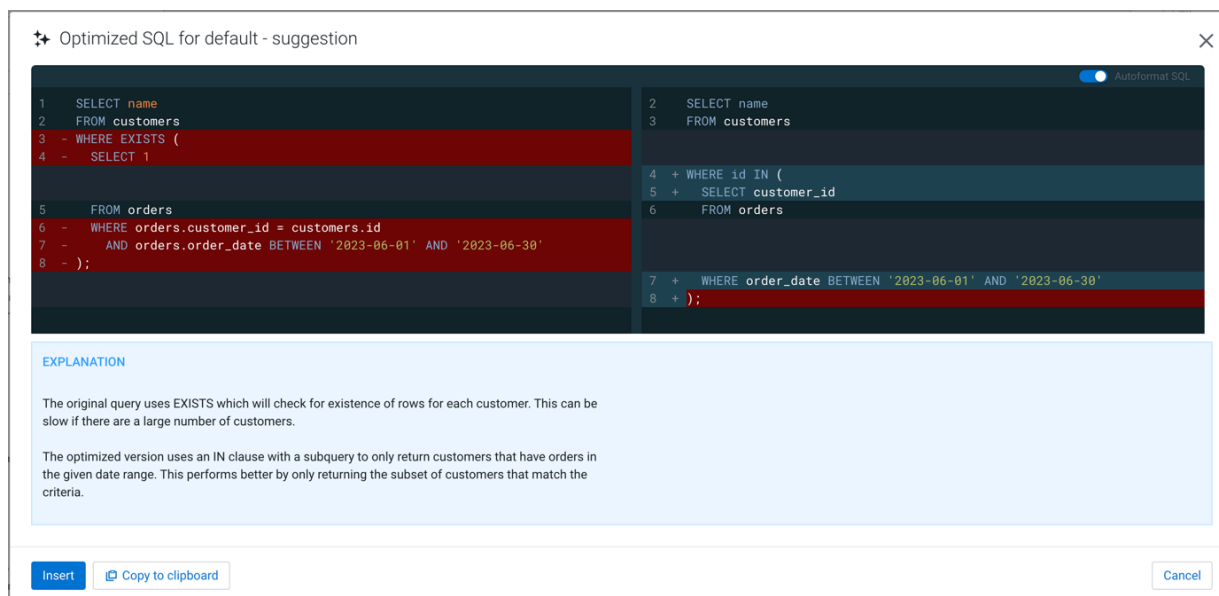 Optimized SQL for default - suggestion
Autoformat SQL
1 SELECT name
2 FROM customers
3 - WHERE EXISTS (
4 - SELECT 1
5 FROM orders
6 - WHERE orders.customer_id = customers.id
7 - AND orders.order_date BETWEEN '2023-06-01' AND '2023-06-30'
8 - );
2 SELECT name
3 FROM customers
4 + WHERE id IN (
5 + SELECT customer_id
6 FROM orders
7 + WHERE order_date BETWEEN '2023-06-01' AND '2023-06-30'
8 + );
EXPLANATION
The original query uses EXISTS which will check for existence of rows for each customer. This can be
slow if there are a large number of customers.
The optimized version uses an IN clause with a subquery to only return customers that have orders in
the given date range. This performs better by only returning the subset of customers that match the
criteria.
Insert
Copy to clipboard
Cancel